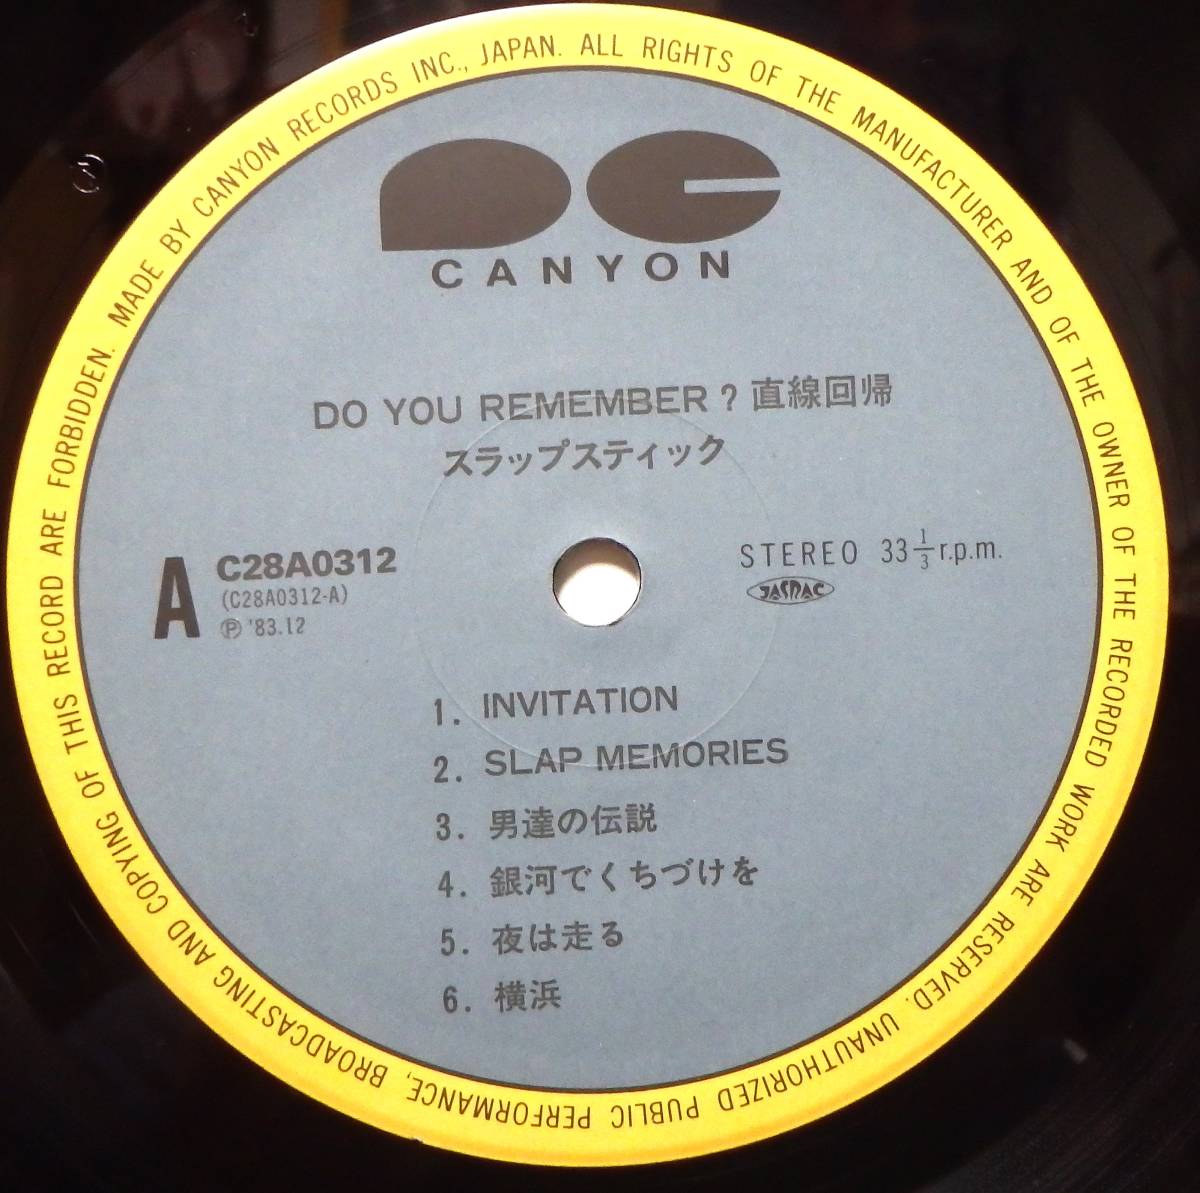 MADE BY CANYON RECORDS INC., JAPAN. ALL RIGHTS OF THE MANUFACTURER AND OF THE OWNER OF THE RECORDED WORK ARE RESERVED. UNAUTHORIZED PUBLIC PERFORMANCE, BROADCASTING AND COPYING OF THIS RECORD ARE FORBIDDEN.
PC
CANYON
DO YOU REMEMBER ? 直線回帰
スラップスティック
A
C28A0312
(C28A0312-A)
Ⓟ '83.12
STEREO 33 1/3 r.p.m.
JASRAC
1. INVITATION
2. SLAP MEMORIES
3. 男達の伝説
4. 銀河でくちづけを
5. 夜は走る
6. 横浜